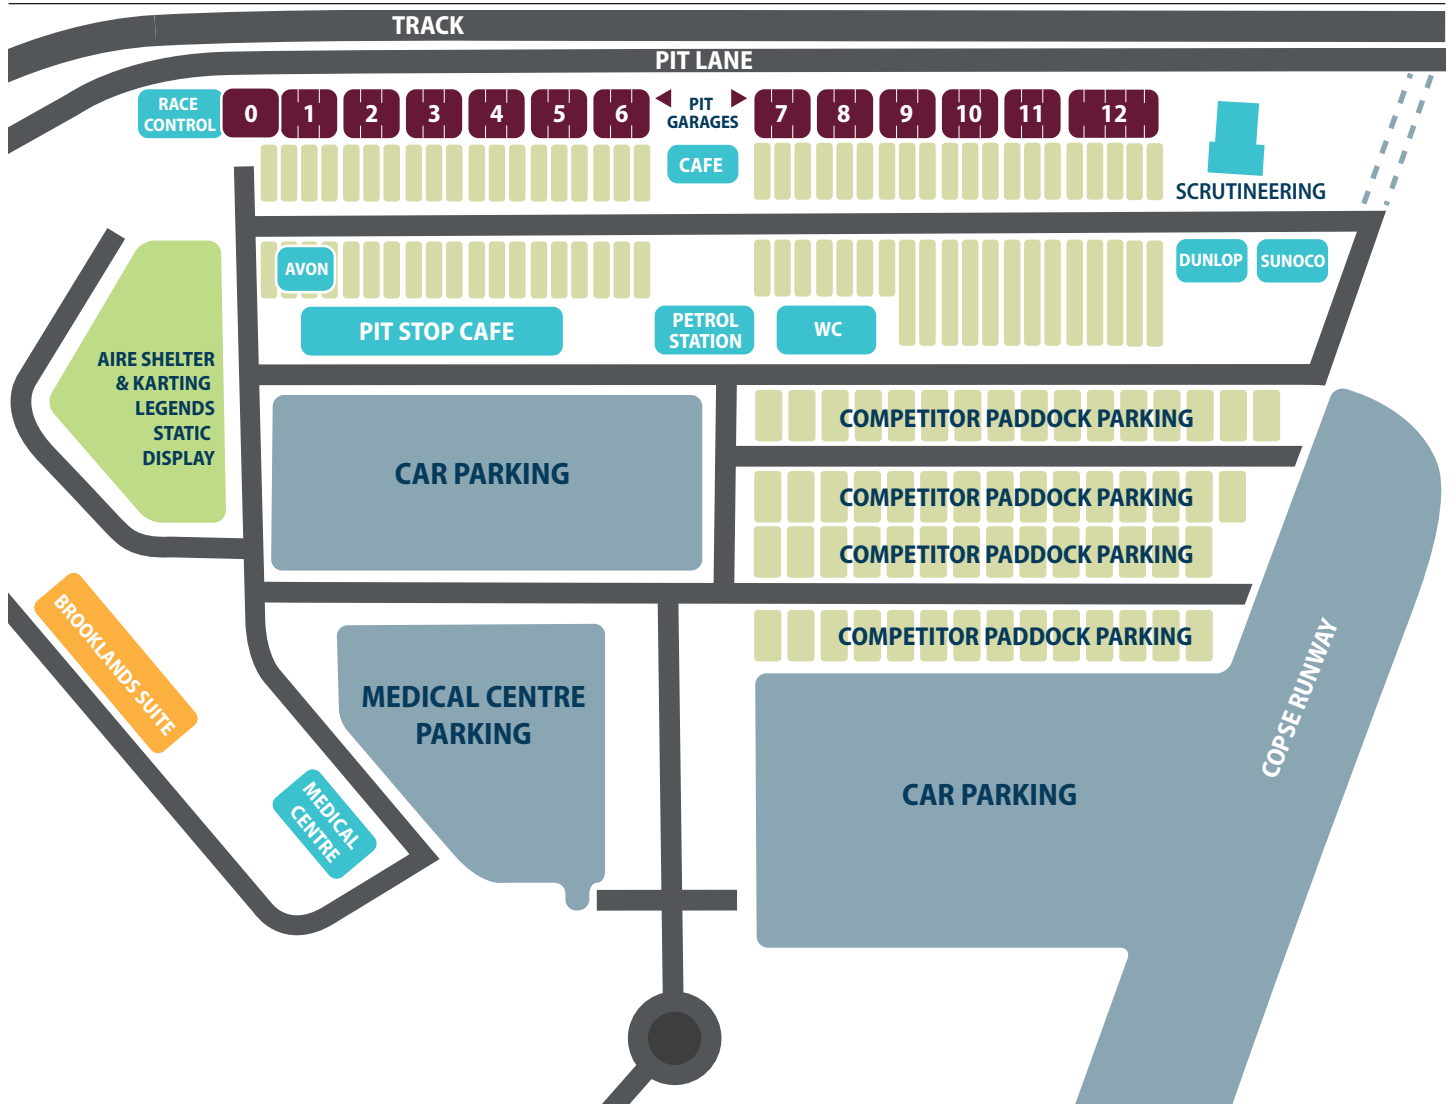 TRACK
PIT LANE
RACE
CONTROL
0
1
2
3
4
5
6
PIT
GARAGES
7
8
9
10
11
12
CAFE
SCRUTINEERING
AVON
DUNLOP
SUNOCO
PIT STOP CAFE
PETROL
STATION
WC
AIRE SHELTER
& KARTING
LEGENDS
STATIC
DISPLAY
CAR PARKING
COMPETITOR PADDOCK PARKING
COMPETITOR PADDOCK PARKING
COMPETITOR PADDOCK PARKING
COMPETITOR PADDOCK PARKING
BROOKLANDS SUITE
MEDICAL CENTRE
PARKING
COPSE RUNWAY
MEDICAL
CENTRE
CAR PARKING